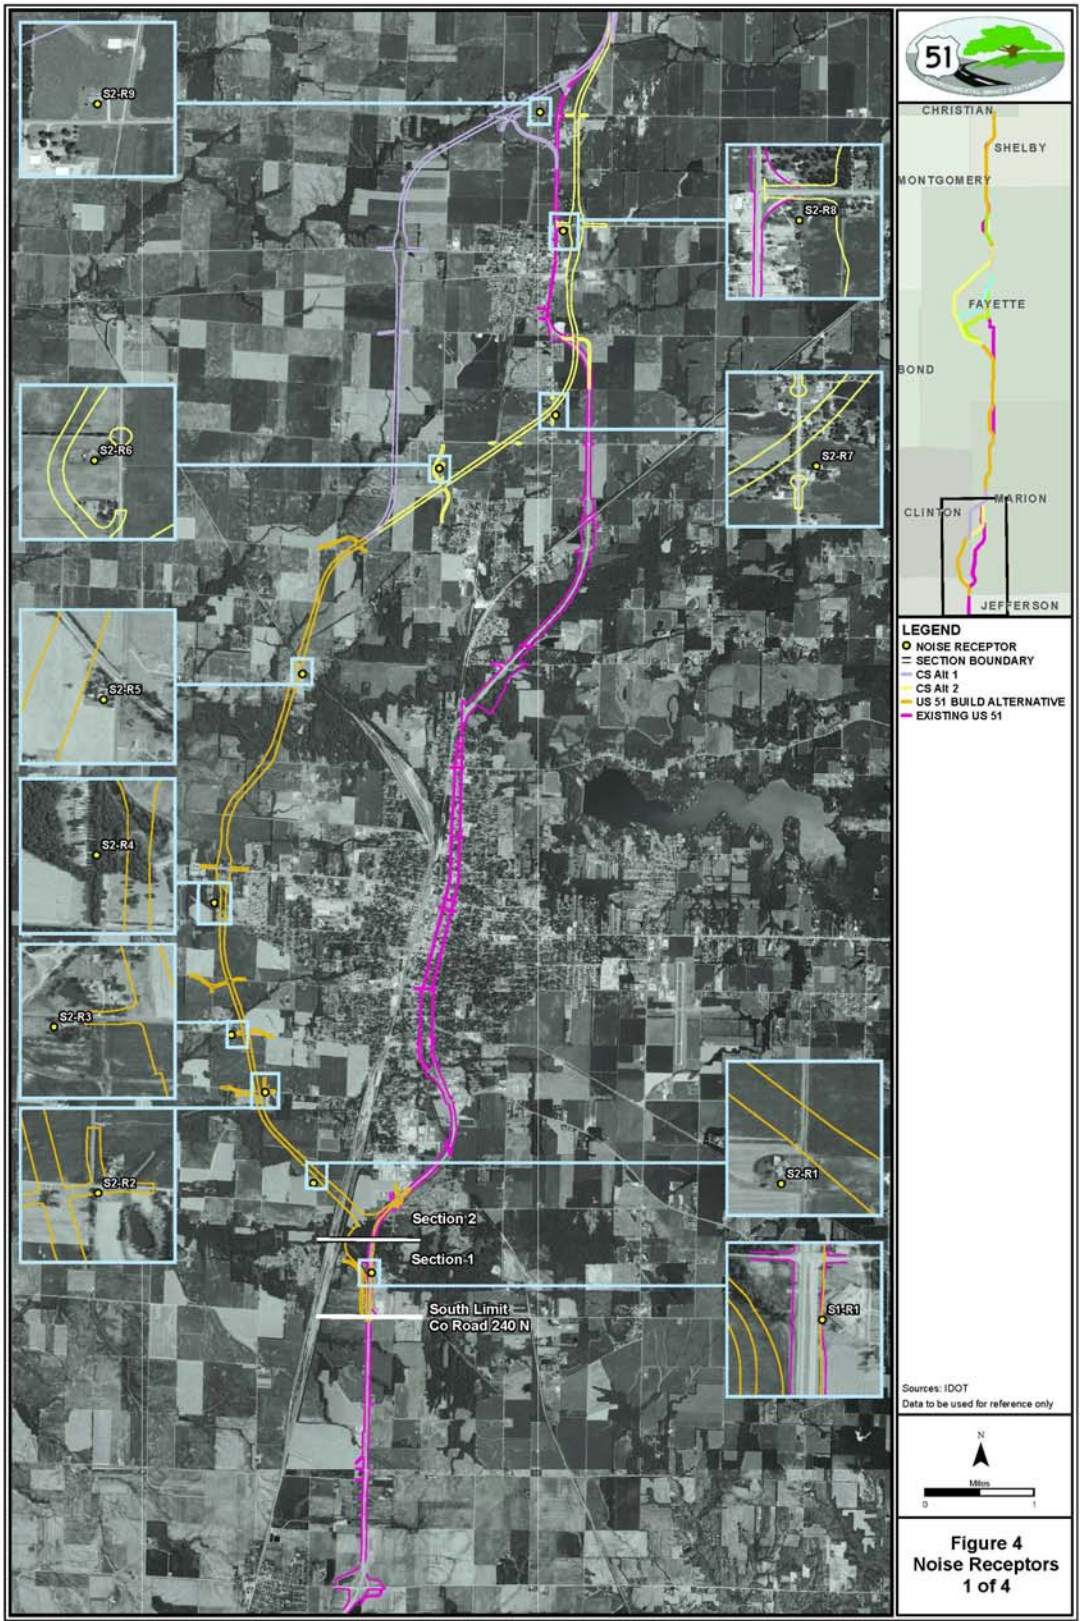 S2-R9
S2-R8
S2-R6
S2-R7
S2-R5
S2-R4
S2-R3
S2-R2
S2-R1
Section 2
Section-1
South Limit
Co Road 240 N
S1-R1
51
ENVIRONMENTAL IMPACT STATEMENT
CHRISTIAN
SHELBY
MONTGOMERY
FAYETTE
BOND
MARION
CLINTON
JEFFERSON
LEGEND
NOISE RECEPTOR
SECTION BOUNDARY
CS Alt 1
CS Alt 2
US 51 BUILD ALTERNATIVE
EXISTING US 51
Sources: IDOT
Data to be used for reference only
N
Miles
0 1
Figure 4
Noise Receptors
1 of 4